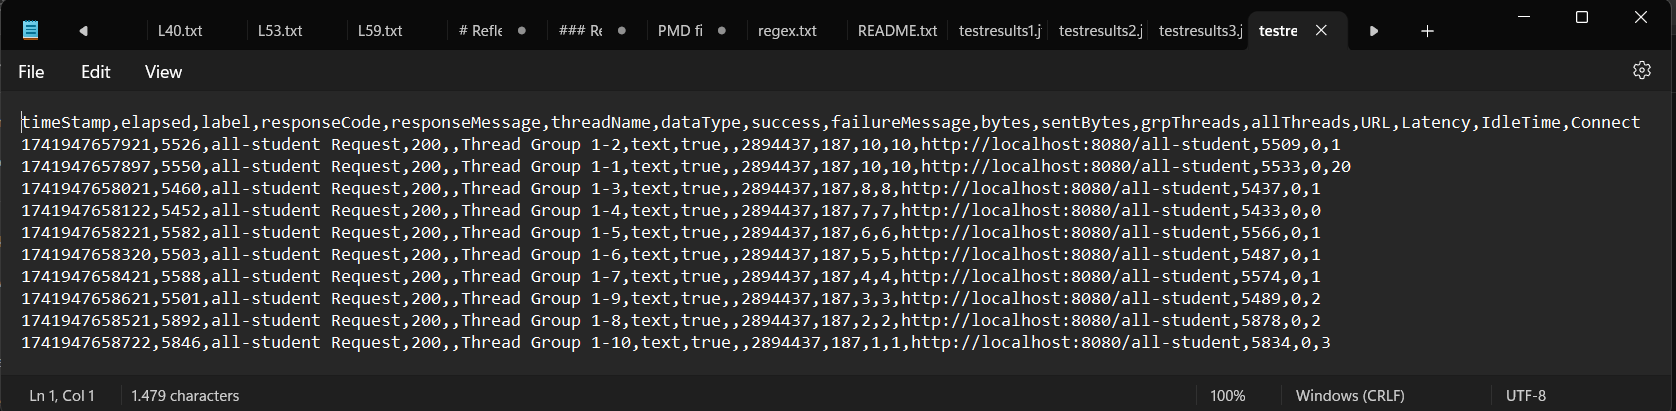 L40.txt L53.txt L59.txt # Refle ### Re PMD fi regex.txt README.txt testresults1.j testresults2.j testresults3.j testre
File Edit View
timeStamp,elapsed,label,responseCode,responseMessage,threadName,dataType,success,failureMessage,bytes,sentBytes,grpThreads,allThreads,URL,Latency,IdleTime,Connect
1741947657921,5526,all-student Request,200,,Thread Group 1-2,text,true,,2894437,187,10,10,http://localhost:8080/all-student,5509,0,1
1741947657897,5550,all-student Request,200,,Thread Group 1-1,text,true,,2894437,187,10,10,http://localhost:8080/all-student,5533,0,20
1741947658021,5460,all-student Request,200,,Thread Group 1-3,text,true,,2894437,187,8,8,http://localhost:8080/all-student,5437,0,1
1741947658122,5452,all-student Request,200,,Thread Group 1-4,text,true,,2894437,187,7,7,http://localhost:8080/all-student,5433,0,0
1741947658221,5582,all-student Request,200,,Thread Group 1-5,text,true,,2894437,187,6,6,http://localhost:8080/all-student,5566,0,1
1741947658320,5503,all-student Request,200,,Thread Group 1-6,text,true,,2894437,187,5,5,http://localhost:8080/all-student,5487,0,1
1741947658421,5588,all-student Request,200,,Thread Group 1-7,text,true,,2894437,187,4,4,http://localhost:8080/all-student,5574,0,1
1741947658621,5501,all-student Request,200,,Thread Group 1-9,text,true,,2894437,187,3,3,http://localhost:8080/all-student,5489,0,2
1741947658521,5892,all-student Request,200,,Thread Group 1-8,text,true,,2894437,187,2,2,http://localhost:8080/all-student,5878,0,2
1741947658722,5846,all-student Request,200,,Thread Group 1-10,text,true,,2894437,187,1,1,http://localhost:8080/all-student,5834,0,3
Ln 1, Col 1 1.479 characters 100% Windows (CRLF) UTF-8